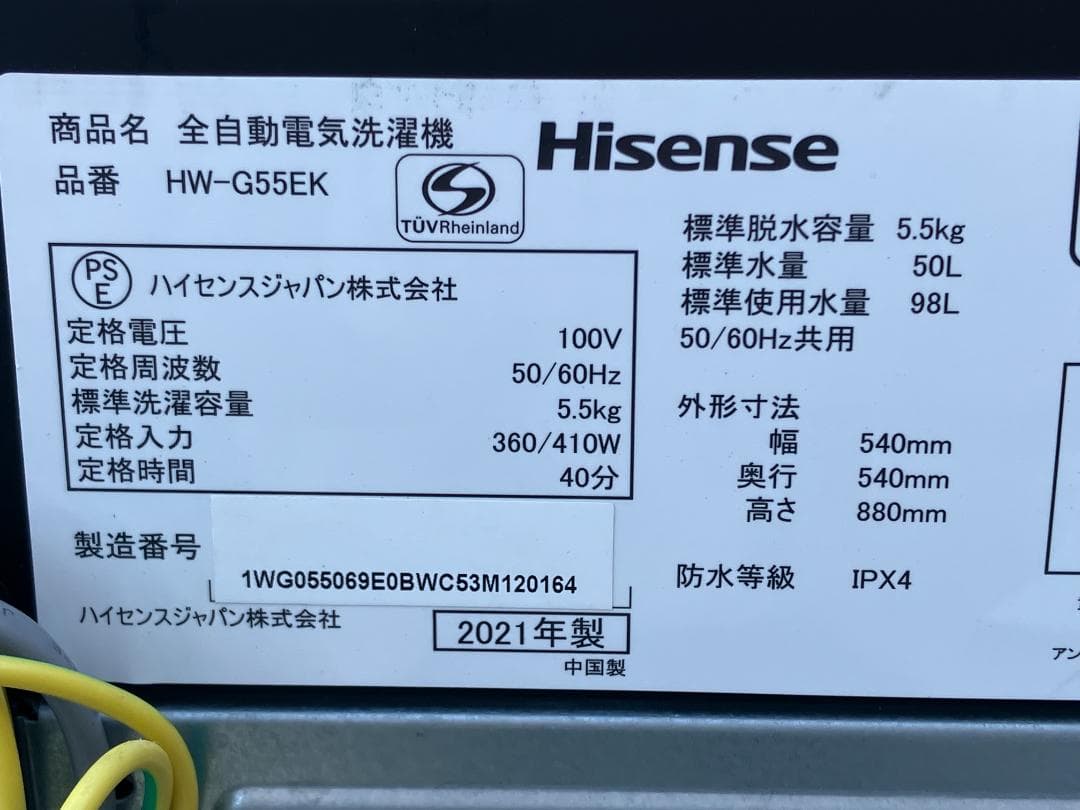 商品名 全自動電気洗濯機
Hisense
品番 HW-G55EK
TÜVRheinland
PSE ハイセンスジャパン株式会社
定格電圧 100V
定格周波数 50/60Hz
標準洗濯容量 5.5kg
定格入力 360/410W
定格時間 40分
製造番号 1WG055069E0BWC53M120164
ハイセンスジャパン株式会社
2021年製
中国製
標準脱水容量 5.5kg
標準水量 50L
標準使用水量 98L
50/60Hz共用
外形寸法
幅 540mm
奥行 540mm
高さ 880mm
防水等級 IPX4
アン